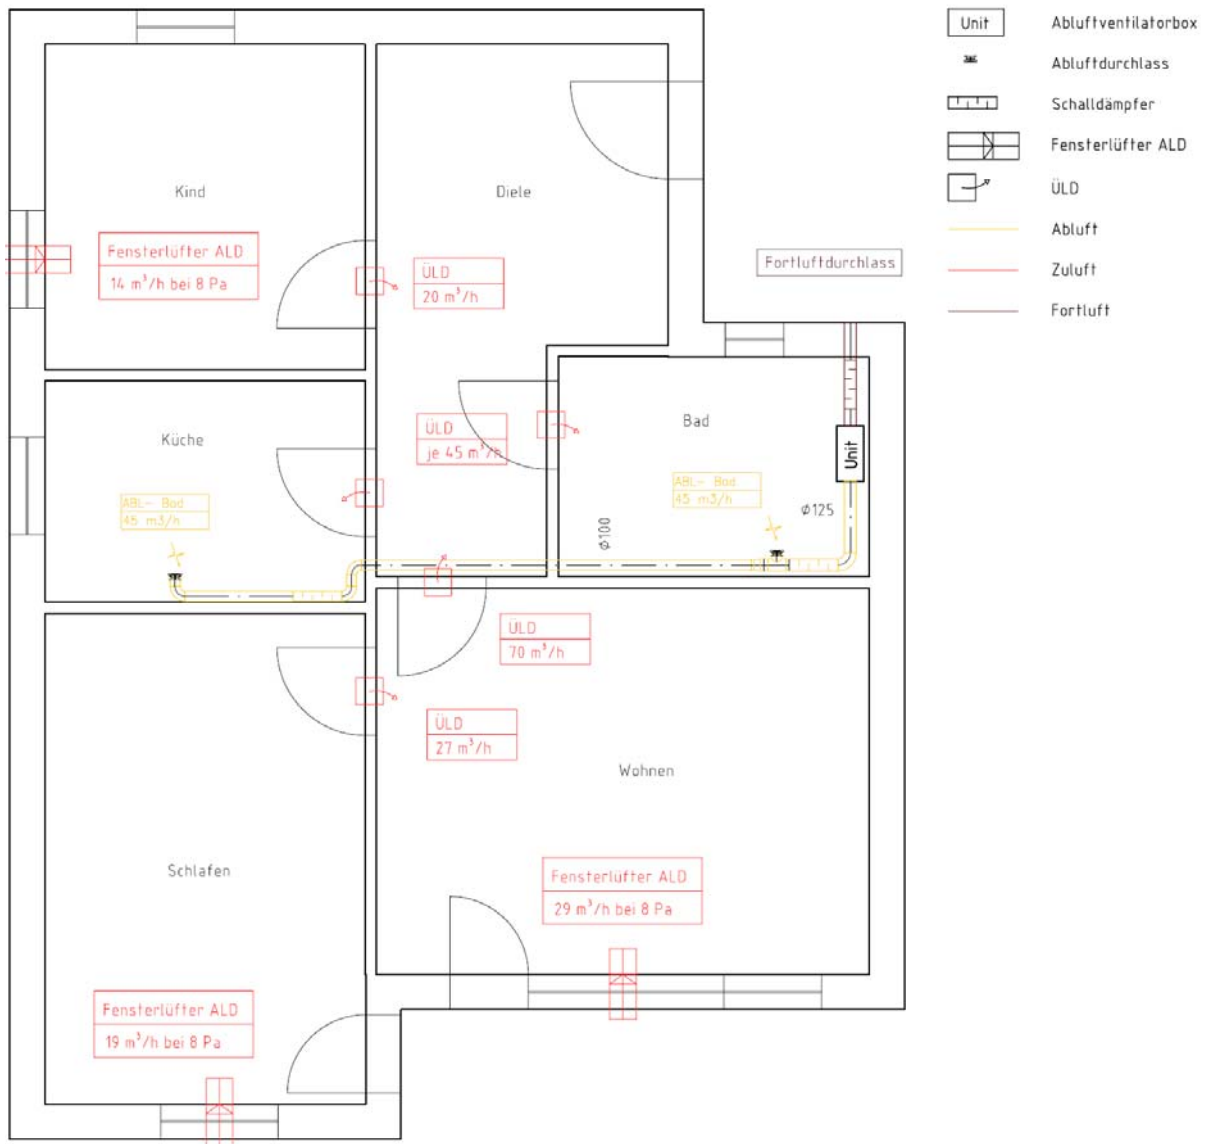 Unit
Abluftventilatorbox
Abluftdurchlass
Schalldämpfer
Fensterlüfter ALD
ÜLD
Abluft
Zuluft
Fortluft
Kind
Fensterlüfter ALD
14 m³/h bei 8 Pa
Diele
ÜLD
20 m³/h
Fortluftdurchlass
Küche
ABL- Bad
45 m3/h
ÜLD
je 45 m³/h
Bad
ABL- Bad
45 m3/h
Unit
ϕ125
ϕ100
ÜLD
70 m³/h
ÜLD
27 m³/h
Wohnen
Schlafen
Fensterlüfter ALD
29 m³/h bei 8 Pa
Fensterlüfter ALD
19 m³/h bei 8 Pa